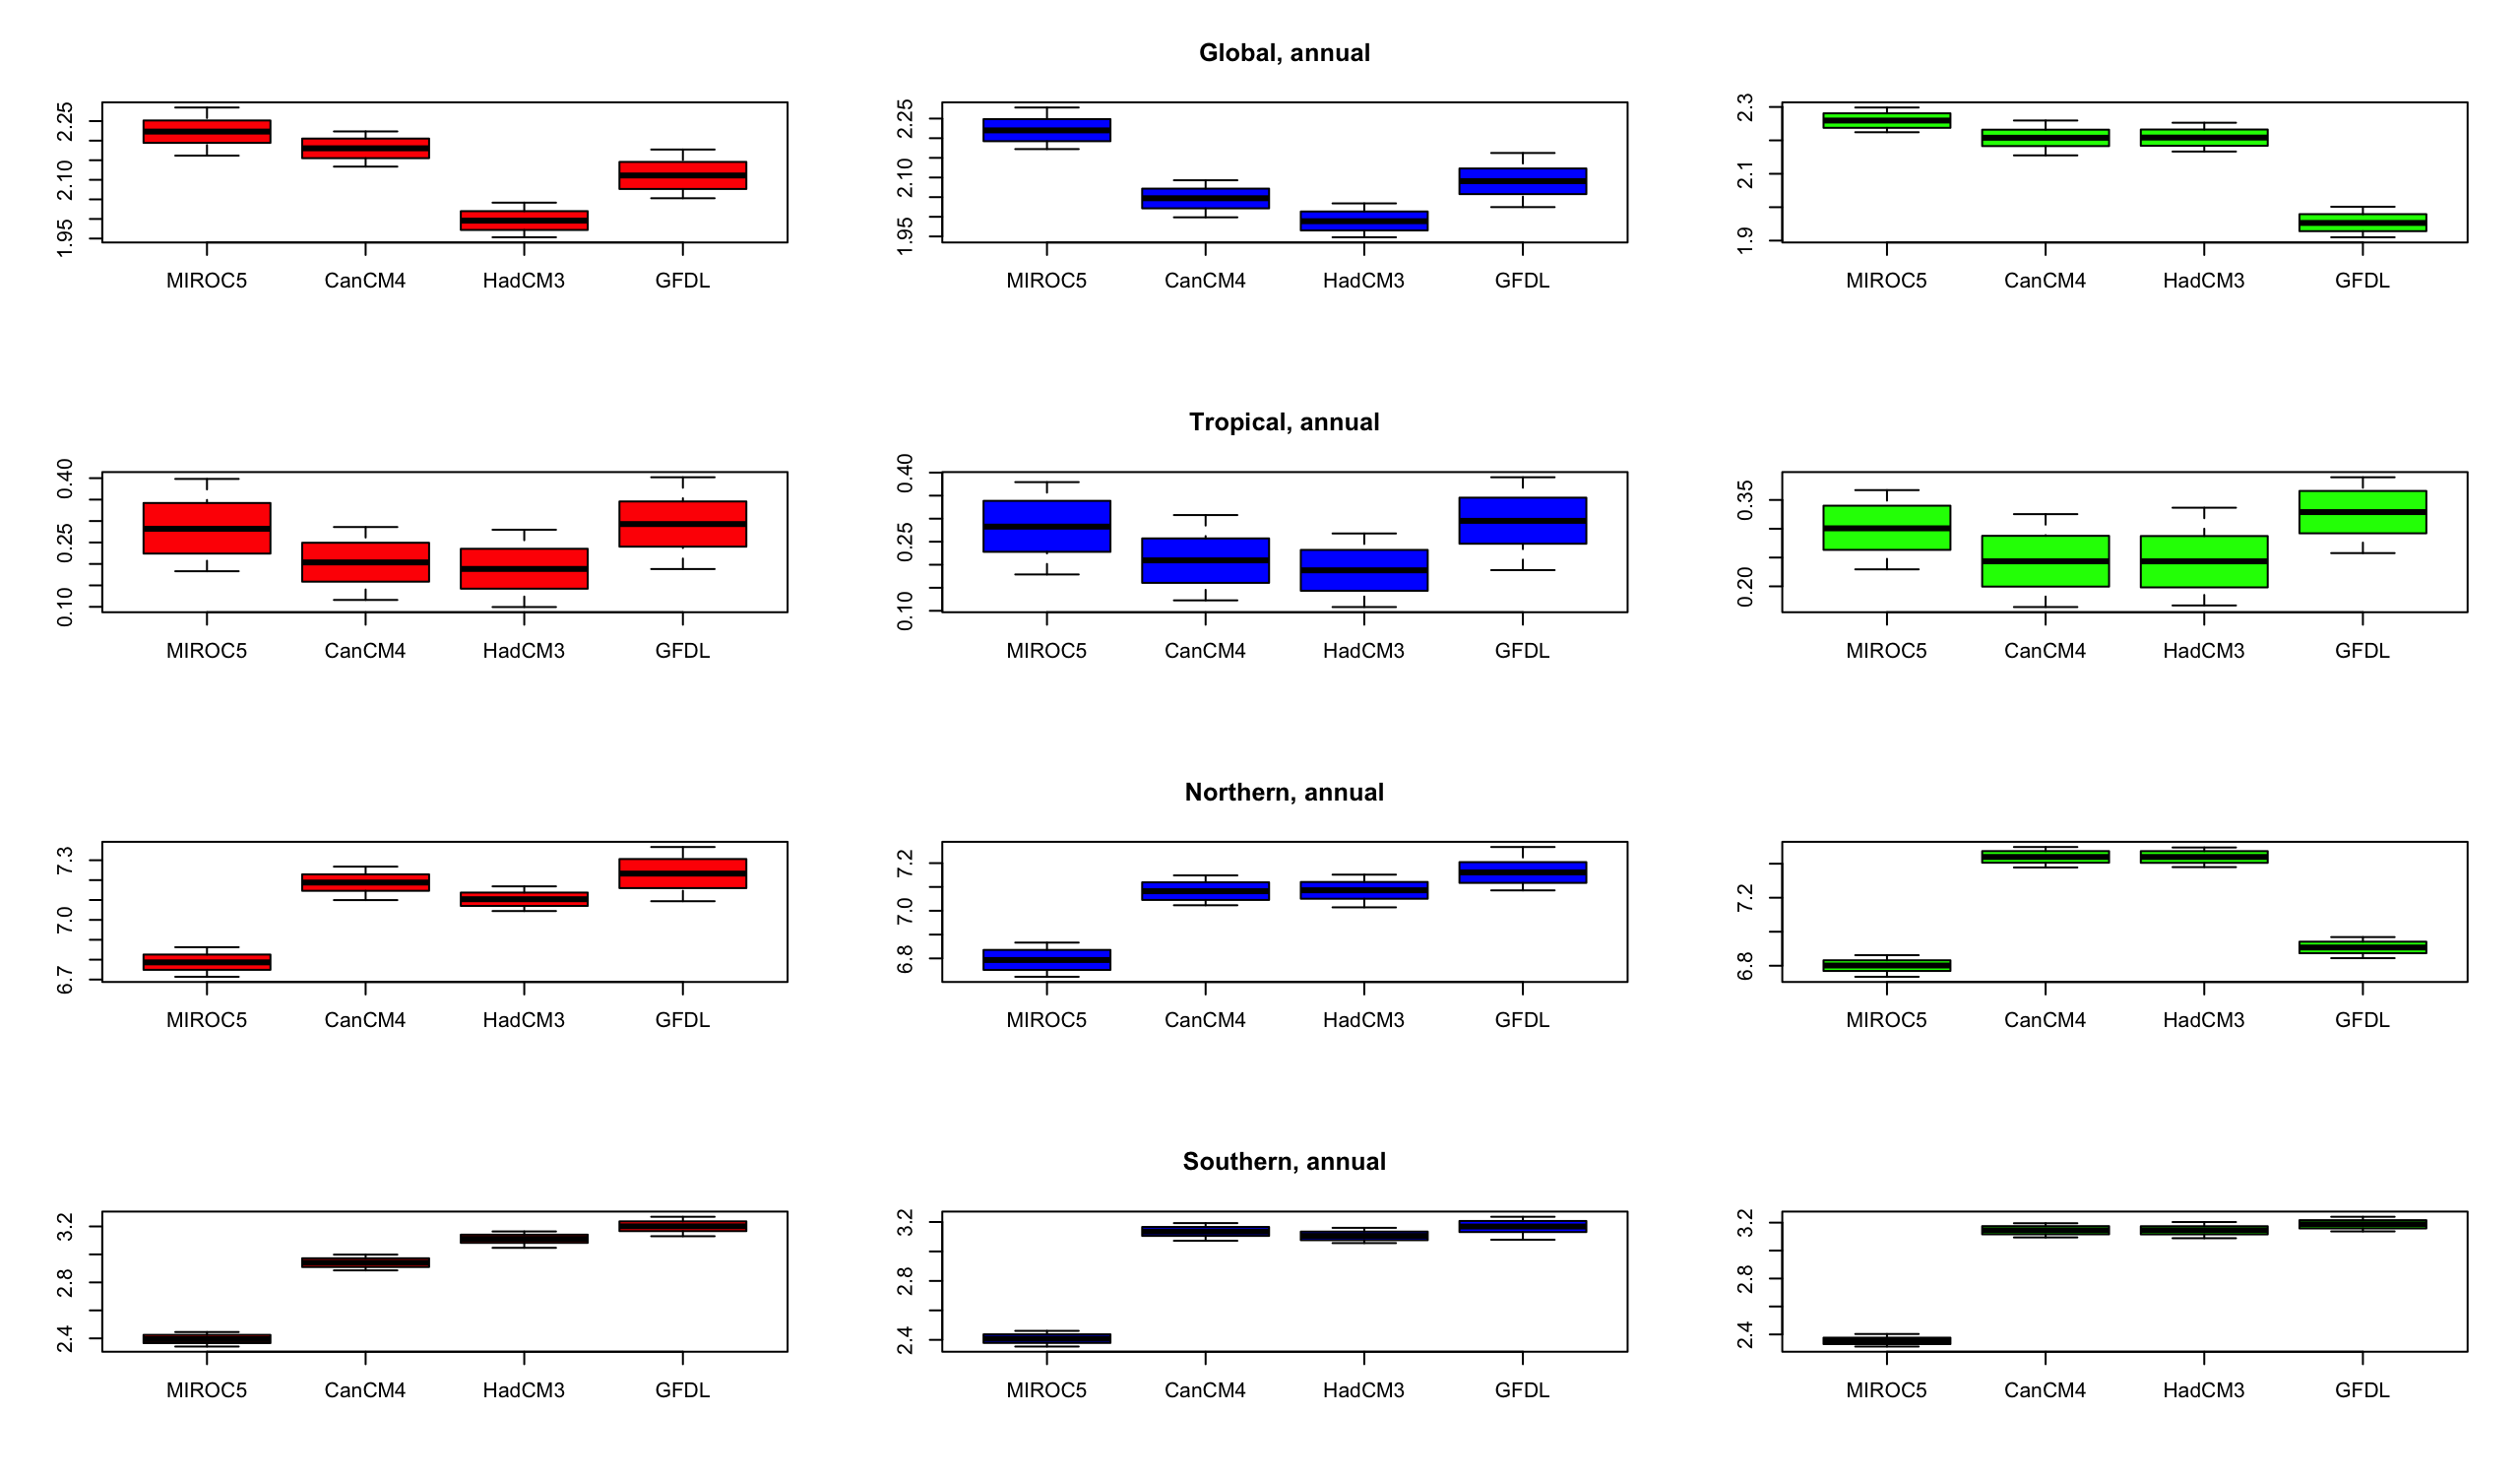 Global, annual
2.25 2.10 1.95
MIROC5 CanCM4 HadCM3 GFDL
2.25 2.10 1.95
MIROC5 CanCM4 HadCM3 GFDL
2.3 2.1 1.9
MIROC5 CanCM4 HadCM3 GFDL
Tropical, annual
0.40 0.25 0.10
MIROC5 CanCM4 HadCM3 GFDL
0.40 0.25 0.10
MIROC5 CanCM4 HadCM3 GFDL
0.35 0.20
MIROC5 CanCM4 HadCM3 GFDL
Northern, annual
7.3 7.0 6.7
MIROC5 CanCM4 HadCM3 GFDL
7.2 7.0 6.8
MIROC5 CanCM4 HadCM3 GFDL
7.2 6.8
MIROC5 CanCM4 HadCM3 GFDL
Southern, annual
3.2 2.8 2.4
MIROC5 CanCM4 HadCM3 GFDL
3.2 2.8 2.4
MIROC5 CanCM4 HadCM3 GFDL
3.2 2.8 2.4
MIROC5 CanCM4 HadCM3 GFDL